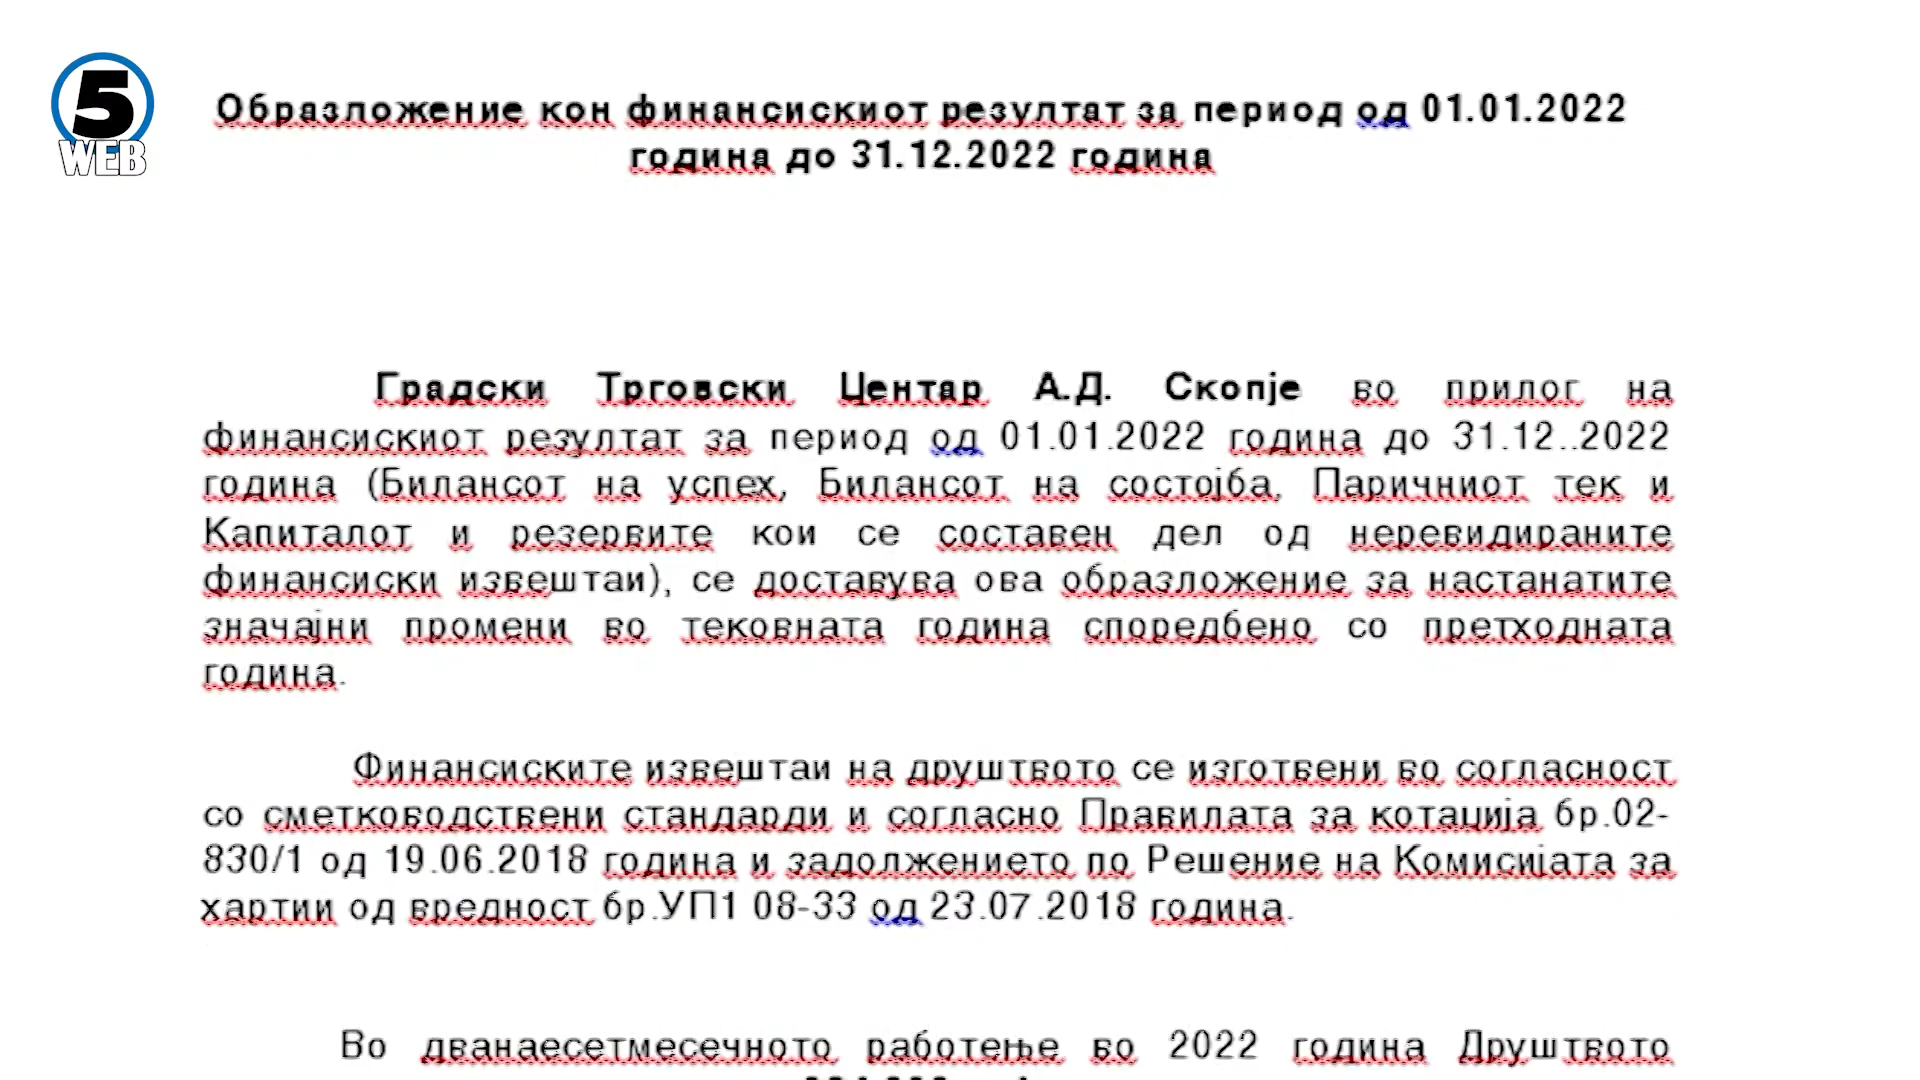 5
WEB
Образложение кон финансискиот резултат за период од 01.01.2022
година до 31.12.2022 година
Градски Трговски Центар А.Д. Скопје во прилог на
финансискиот резултат за период од 01.01.2022 година до 31.12..2022
година (Билансот на успех, Билансот на состојба, Паричниот тек и
Капиталот и резервите кои се составен дел од неревидираните
финансиски извештаи), се доставува ова образложение за настанатите
значајни промени во тековната година споредбено со претходната
година.
Финансиските извештаи на друштвото се изготвени во согласност
со сметководствени стандарди и согласно Правилата за котација бр.02-
830/1 од 19.06.2018 година и задолжението по Решение на Комисијата за
хартии од вредност бр.УП1 08-33 од 23.07.2018 година.
Во дванаесетмесечното работење во 2022 година Друштвото